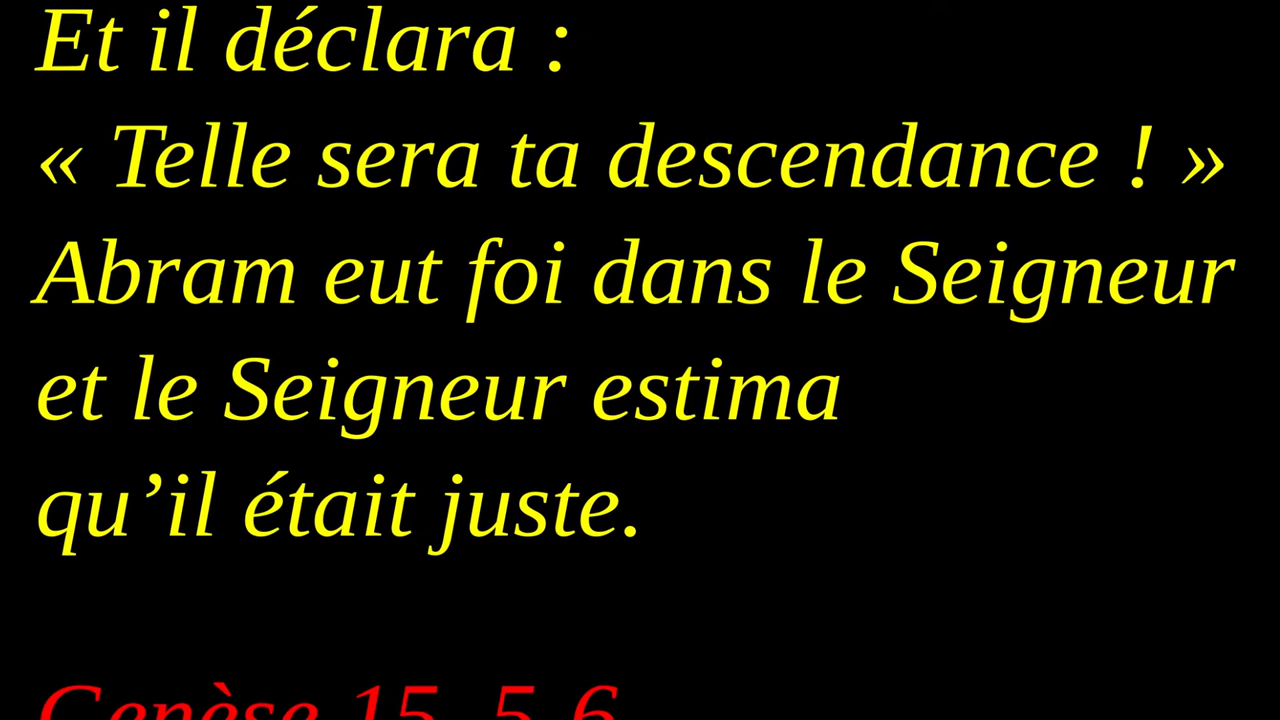 Et il déclara :
« Telle sera ta descendance ! »
Abram eut foi dans le Seigneur
et le Seigneur estima
qu’il était juste.
Genèse 15, 5-6